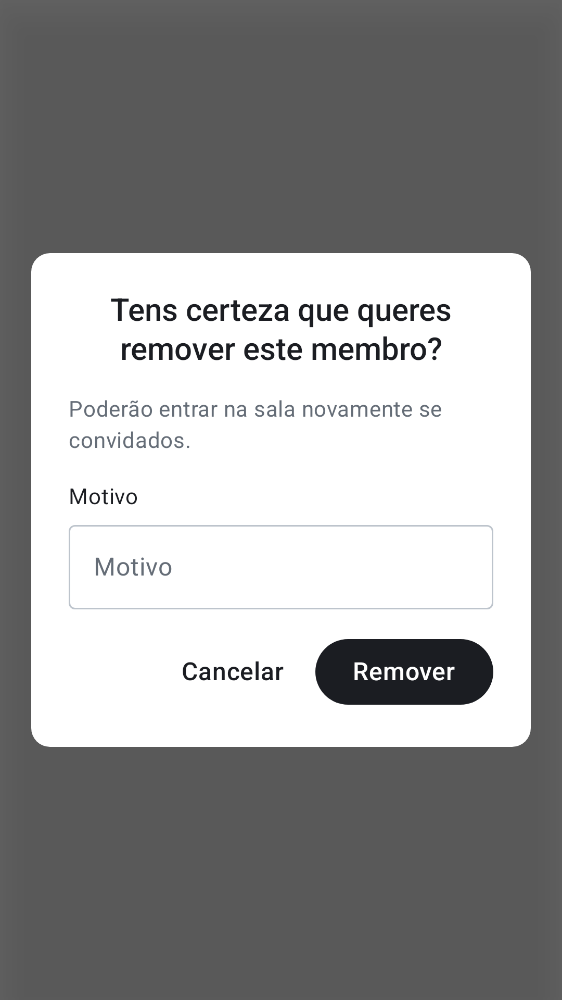 Tens certeza que queres
remover este membro?
Poderão entrar na sala novamente se
convidados.
Motivo
Motivo
Cancelar
Remover